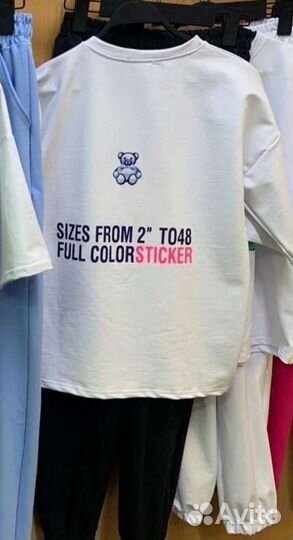 SIZES FROM 2" TO48
FULL COLORSTICKER
Avito